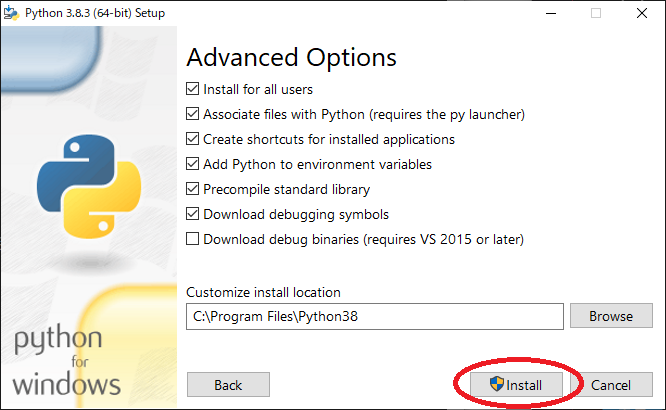 Python 3.8.3 (64-bit) Setup
Advanced Options
Install for all users
Associate files with Python (requires the py launcher)
Create shortcuts for installed applications
Add Python to environment variables
Precompile standard library
Download debugging symbols
Download debug binaries (requires VS 2015 or later)
Customize install location
C:\Program Files\Python38
Browse
python
for
windows
Back
Install
Cancel